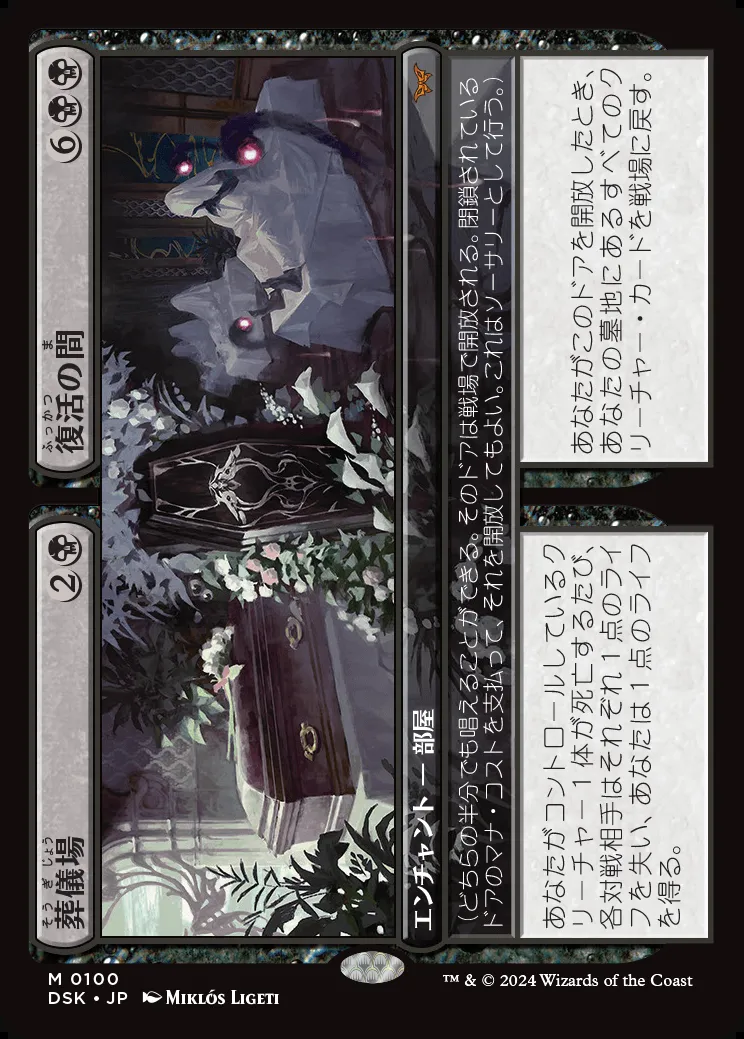 葬儀場
そうぎじょう
2
エンチャント — 部屋
(どちらの半分でも唱えることができる。そのドアは戦場で開放される。閉鎖されている
ドアのマナ・コストを支払って、それを開放してもよい。これはソーサリーとして行う。)
あなたがコントロールしているク
リーチャー1体が死亡するたび、
各対戦相手はそれぞれ1点のライ
フを失い、あなたは1点のライフ
を得る。
復活の間
ふっかつ ま
6
あなたがこのドアを開放したとき、
あなたの墓地にあるすべてのク
リーチャー・カードを戦場に戻す。
M 0100
DSK • JP MIKLÓS LIGETI
™ & © 2024 Wizards of the Coast